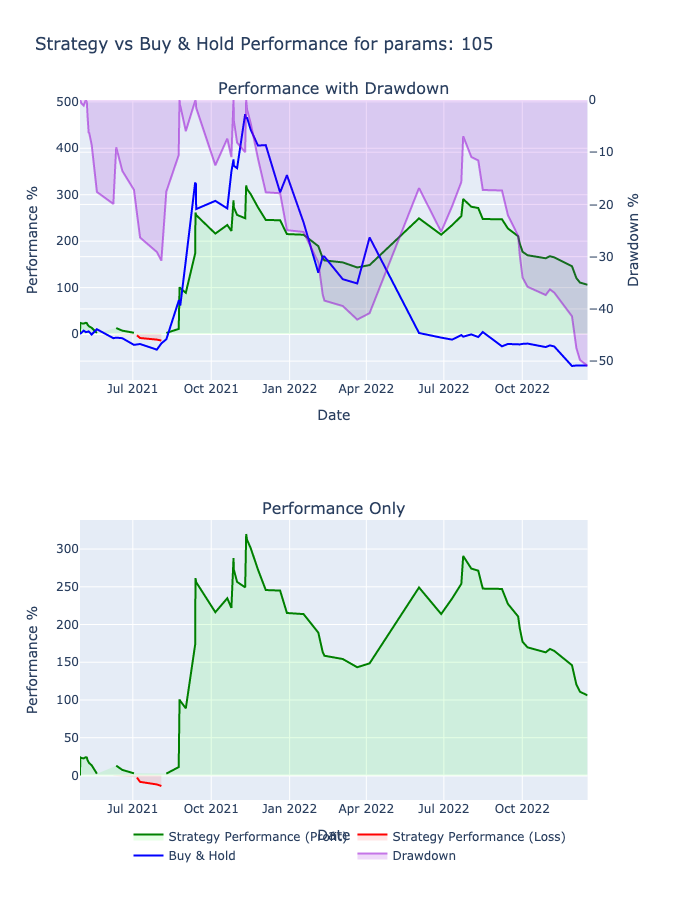 Strategy vs Buy & Hold Performance for params: 105
Performance with Drawdown
500
400
300
200
100
0
Performance %
0
−10
−20
−30
−40
−50
Drawdown %
Jul 2021 Oct 2021 Jan 2022 Apr 2022 Jul 2022 Oct 2022
Date
Performance Only
300
250
200
150
100
50
0
Performance %
Jul 2021 Oct 2021 Jan 2022 Apr 2022 Jul 2022 Oct 2022
Date
Strategy Performance (Profit) Strategy Performance (Loss)
Buy & Hold Drawdown